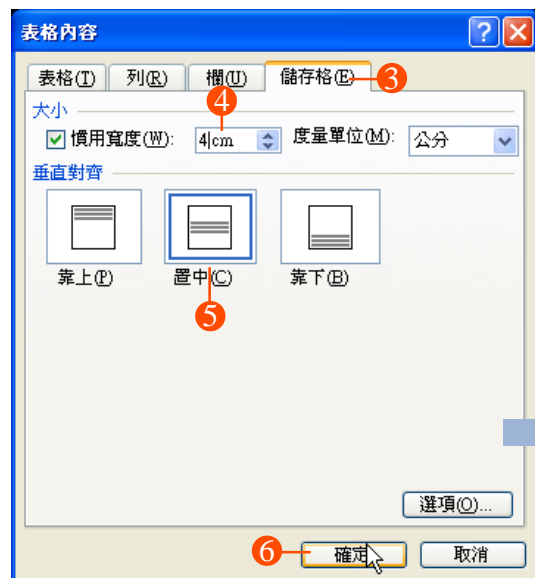 表格內容
表格(T) 列(R) 欄(U) 儲存格(E) 3
4
大小
慣用寬度(W): 4cm 度量單位(M): 公分
垂直對齊
靠上(P) 置中(C) 靠下(B)
5
選項(O)...
6 確定 取消